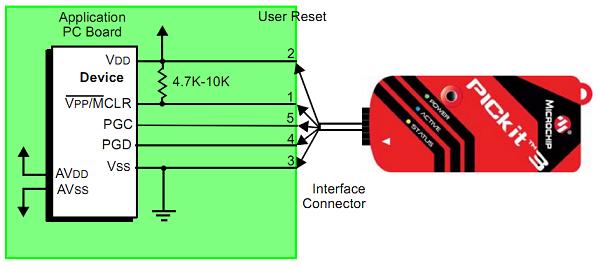 Application
PC Board
User Reset
VDD
2
Device
4.7K-10K
VPP/MCLR
1
PGC
5
PGD
4
VSS
3
AVDD
AVSS
Interface
Connector
POWER
ACTIVE
STATUS
PICkit™ 3
MICROCHIP